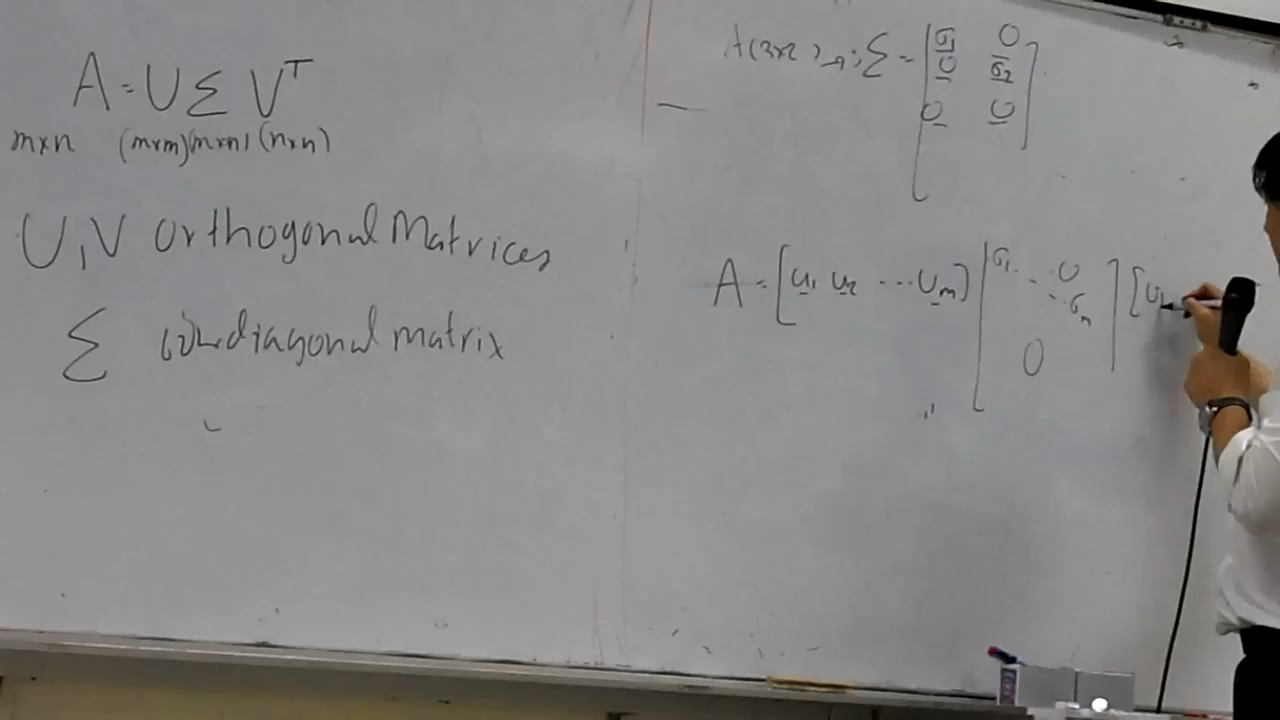 A = U Σ Vᵀ
m×n (m×m)(m×n)(n×n)
U, V orthogonal Matrices
Σ diagonal matrix
A(3×2) → ; Σ = [σ1 0
0 σ2
0 0]
A = [u1 u2 ... um] [σ1 ... 0 ... σn 0] [v1